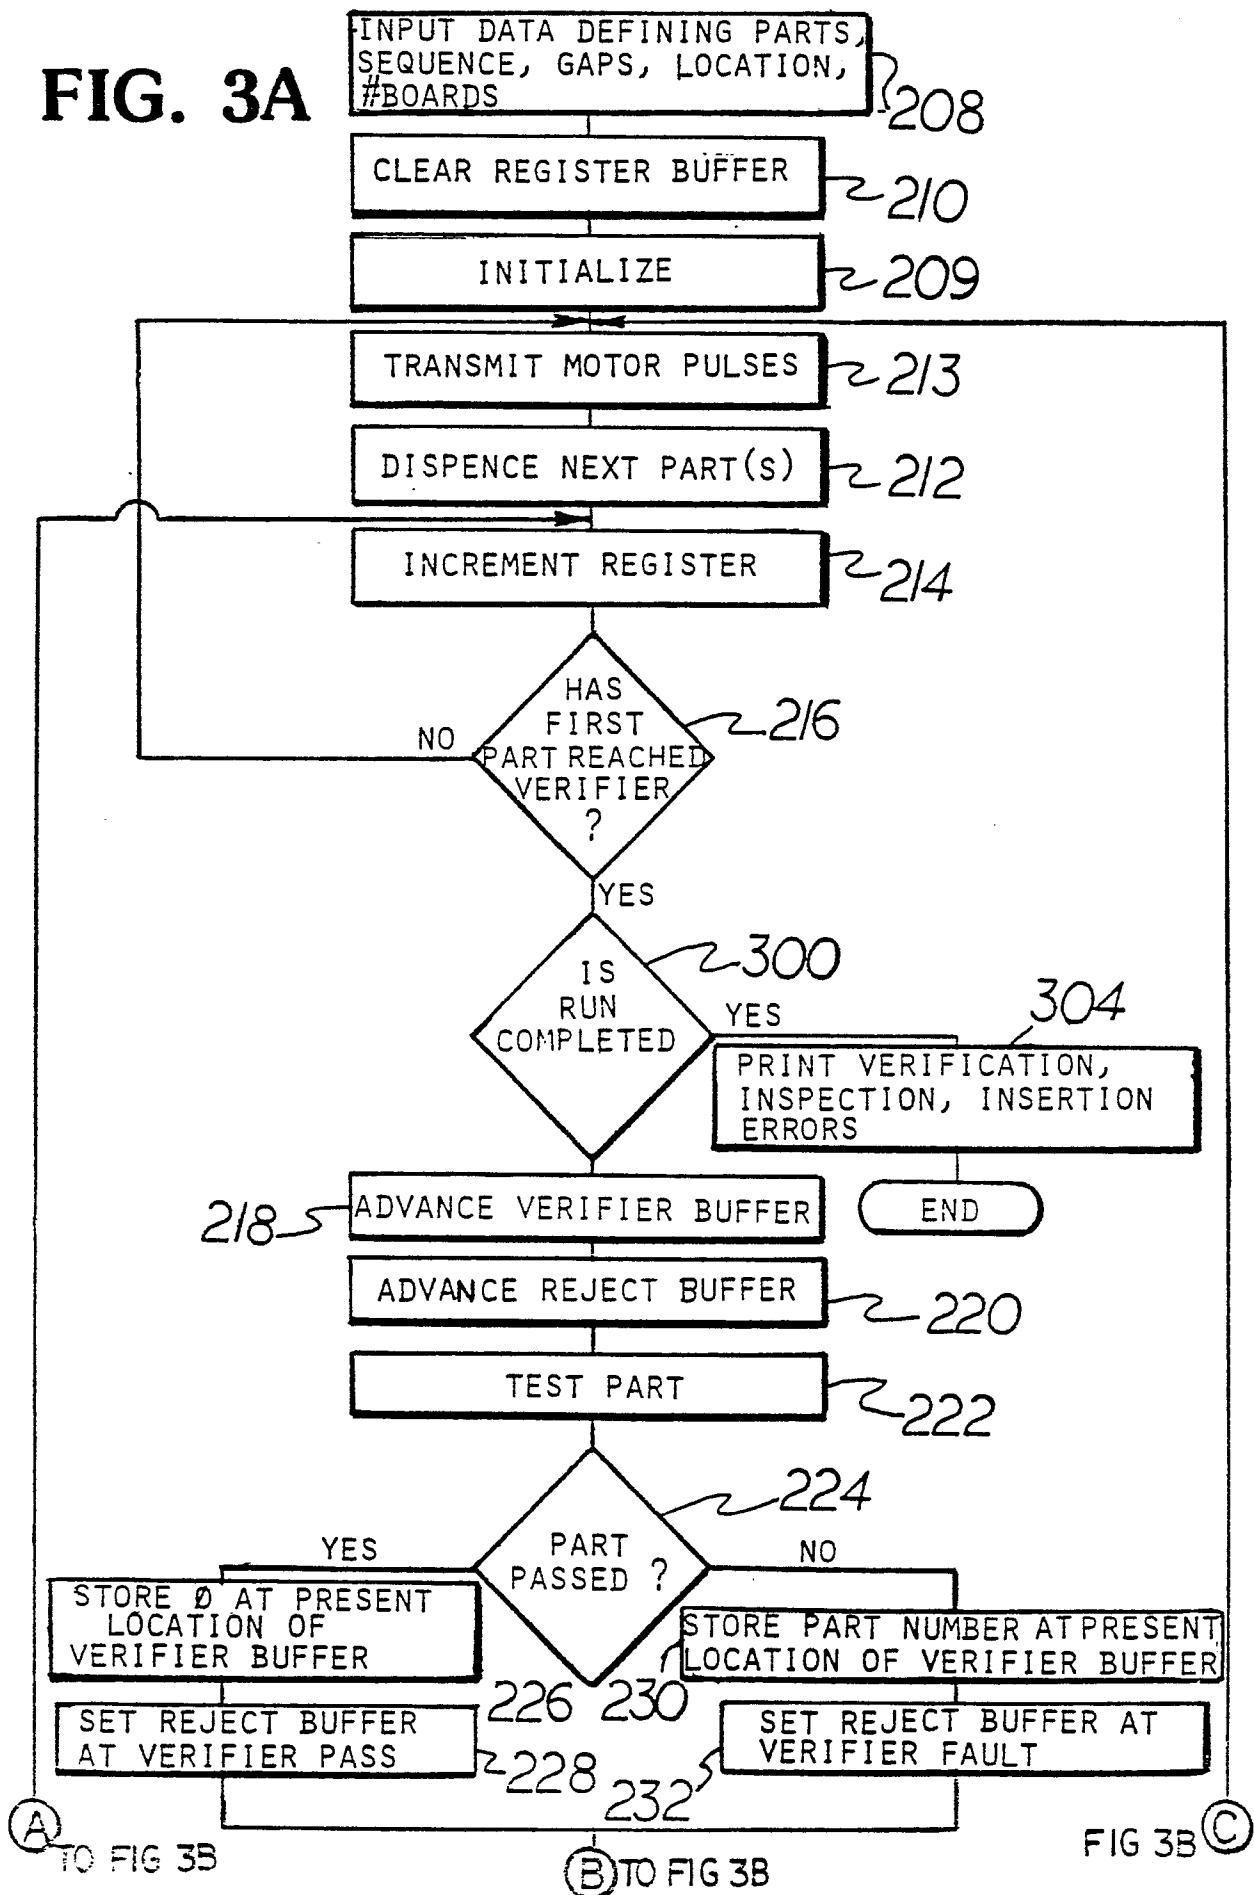 FIG. 3A
INPUT DATA DEFINING PARTS,
SEQUENCE, GAPS, LOCATION,
#BOARDS
208
CLEAR REGISTER BUFFER
210
INITIALIZE
209
TRANSMIT MOTOR PULSES
213
DISPENCE NEXT PART(S)
212
INCREMENT REGISTER
214
HAS
FIRST
PART REACHED
VERIFIER
?
216
NO
YES
IS
RUN
COMPLETED
300
YES
304
PRINT VERIFICATION,
INSPECTION, INSERTION
ERRORS
END
218
ADVANCE VERIFIER BUFFER
ADVANCE REJECT BUFFER
220
TEST PART
222
PART
PASSED ?
224
YES
NO
STORE Ø AT PRESENT
LOCATION OF
VERIFIER BUFFER
226
STORE PART NUMBER AT PRESENT
LOCATION OF VERIFIER BUFFER
230
SET REJECT BUFFER
AT VERIFIER PASS
228
SET REJECT BUFFER AT
VERIFIER FAULT
232
A
TO FIG 3B
B TO FIG 3B
FIG 3B C